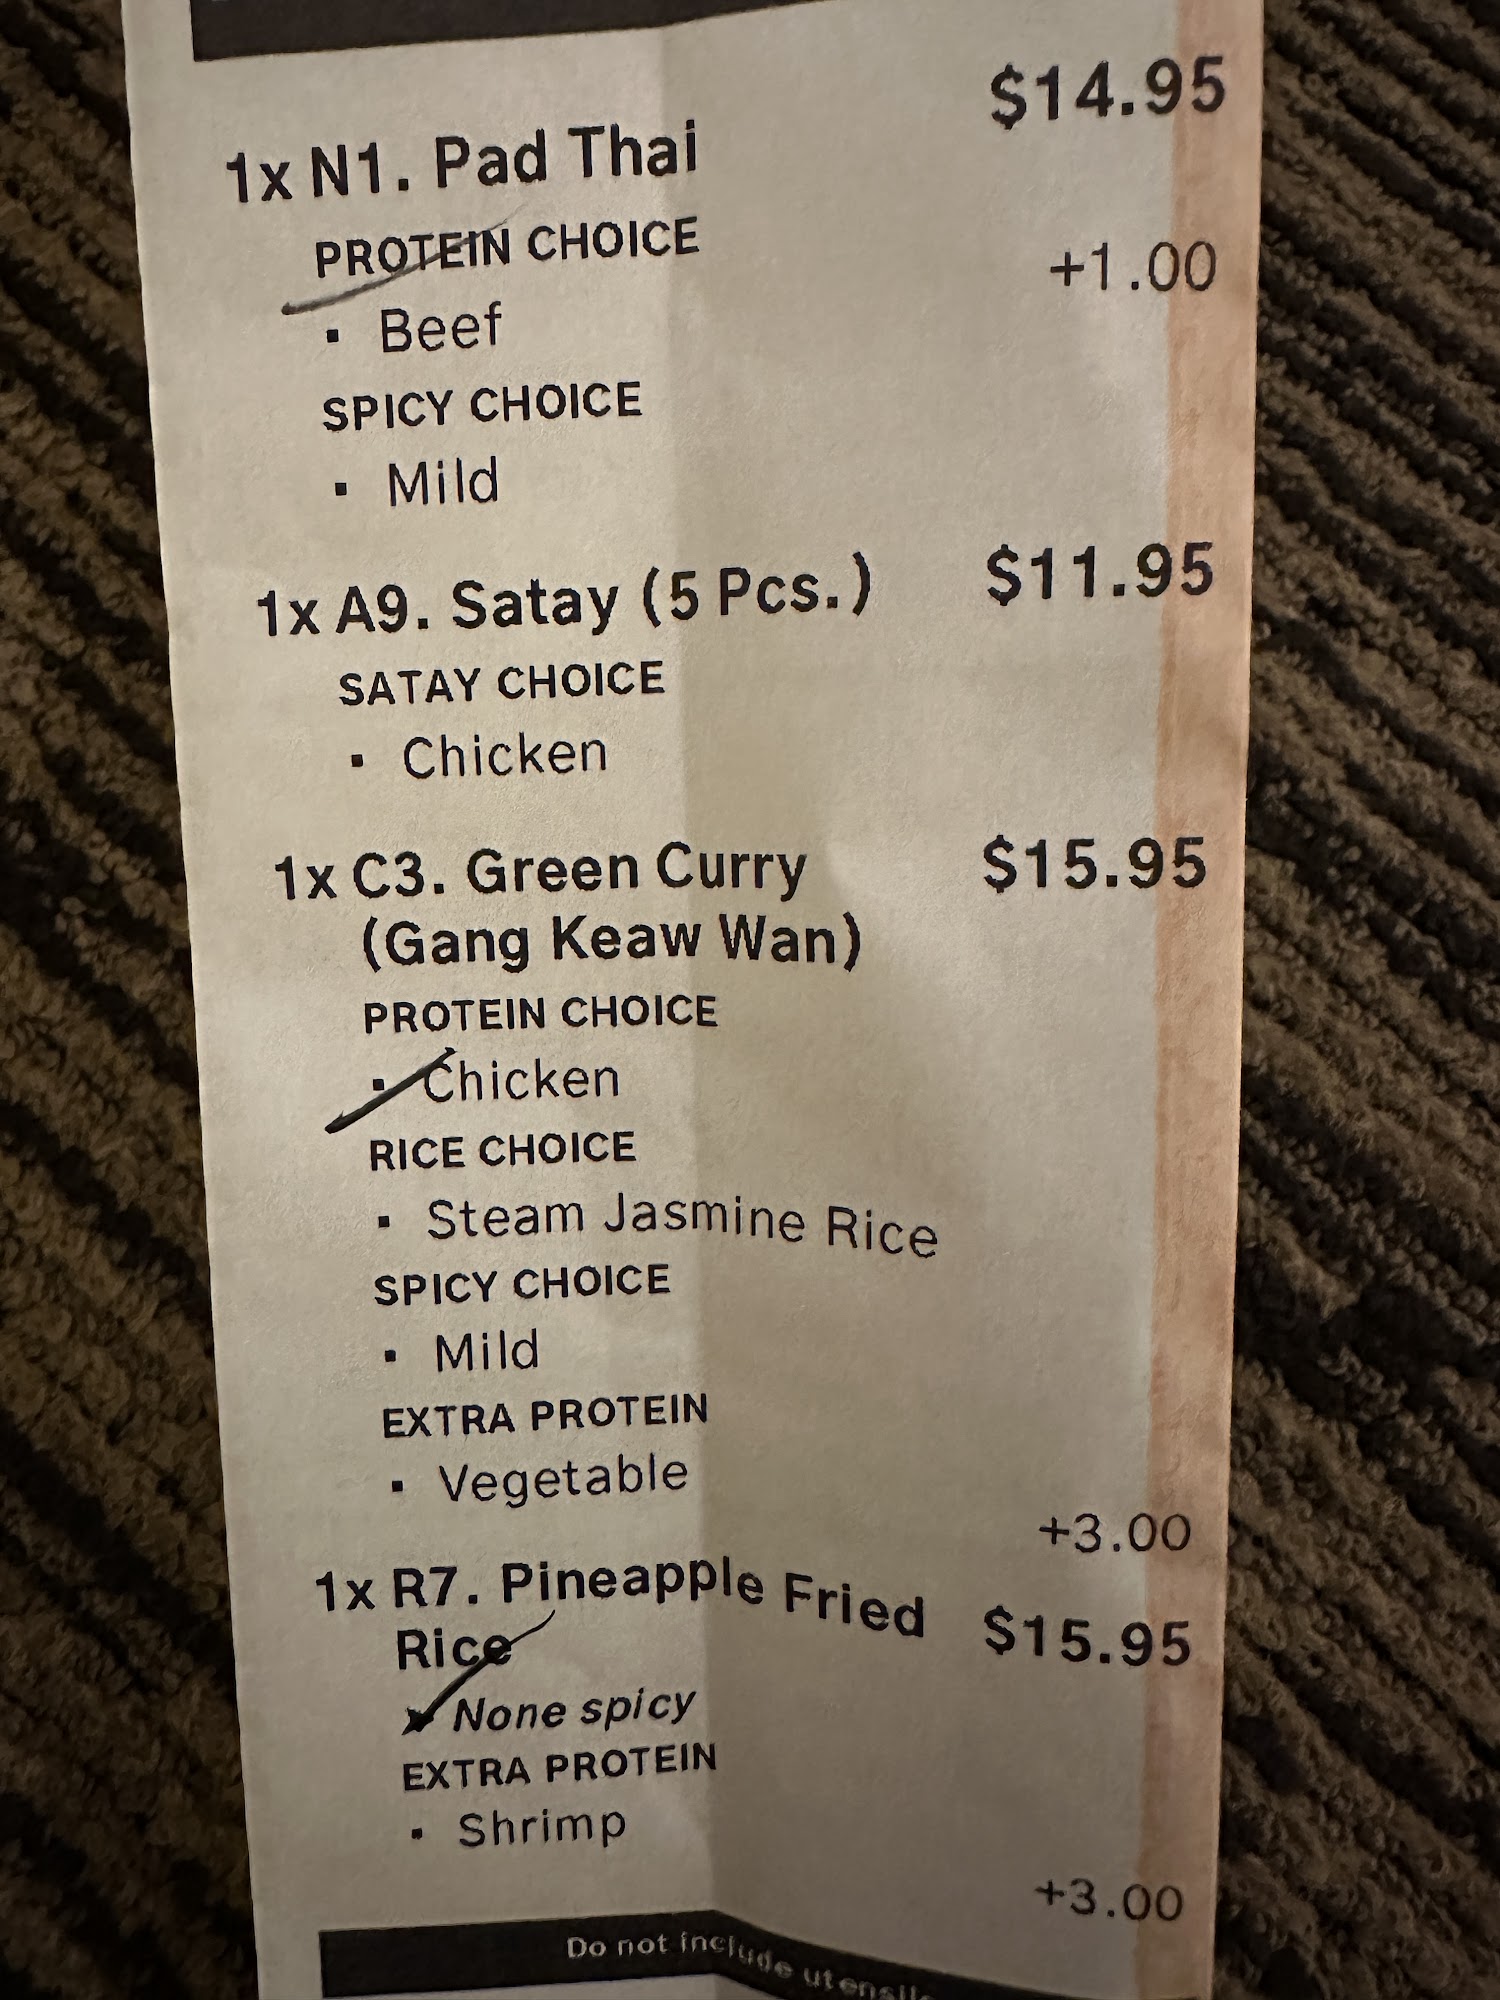 1x N1. Pad Thai $14.95
PROTEIN CHOICE
▪ Beef +1.00
SPICY CHOICE
▪ Mild
1x A9. Satay (5 Pcs.) $11.95
SATAY CHOICE
▪ Chicken
1x C3. Green Curry $15.95
(Gang Keaw Wan)
PROTEIN CHOICE
▪ Chicken
RICE CHOICE
▪ Steam Jasmine Rice
SPICY CHOICE
▪ Mild
EXTRA PROTEIN
▪ Vegetable +3.00
1x R7. Pineapple Fried $15.95
Rice
None spicy
EXTRA PROTEIN
▪ Shrimp +3.00
Do not include